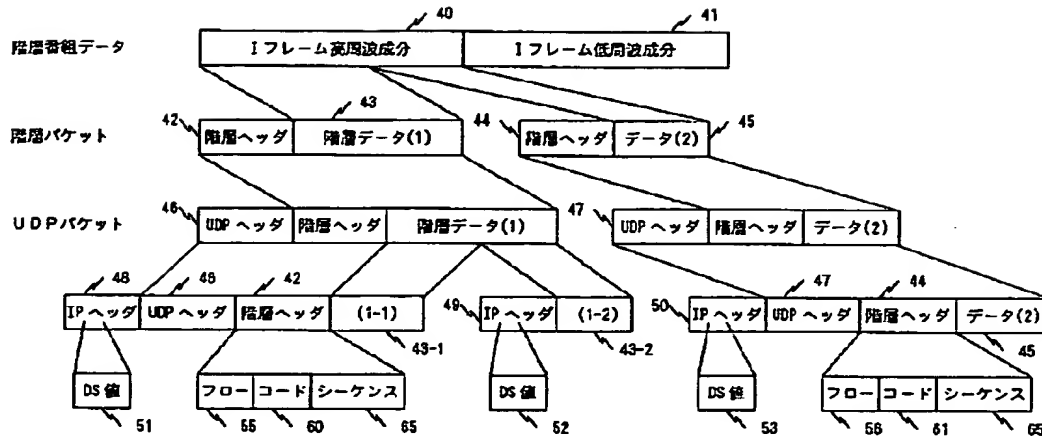 40 41
階層番組データ Iフレーム高周波成分 Iフレーム低周波成分
42 43 44 45
階層パケット 階層ヘッダ 階層データ(1) 階層ヘッダ データ(2)
46 47
UDPパケット UDPヘッダ 階層ヘッダ 階層データ(1) UDPヘッダ 階層ヘッダ データ(2)
48 46 42 49 50 47 44
IPヘッダ UDPヘッダ 階層ヘッダ (1-1) IPヘッダ (1-2) IPヘッダ UDPヘッダ 階層ヘッダ データ(2)
43-1 43-2 45
DS値 フロー コード シーケンス DS値 DS値 フロー コード シーケンス
51 55 60 65 52 53 56 61 65